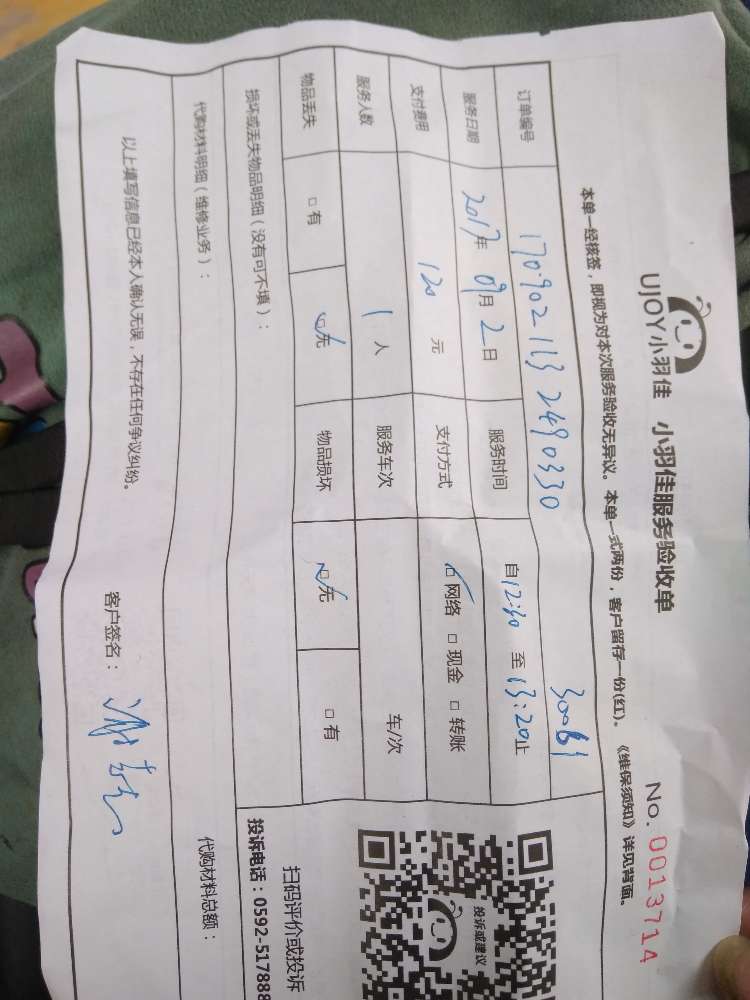 UJOY小羽佳 小羽佳服务验收单 No. 0013714
本单一经核签，即视为对本次服务验收无异议。本单一式两份，客户留存一份(红)。《维保须知》详见背面。
订单编号 1709021132490330
服务日期 2017年 09月 2日 服务时间 自12:40 至 13:20止
支付费用 120 元 支付方式 网络 □ 现金 □ 转账
服务人数 1 人 服务车次 车/次
物品丢失 □ 有 无 物品损坏 无 □ 有
损坏或丢失物品明细（没有可不填）：
代购材料明细（维修业务）：
代购材料总额：
以上填写信息已经本人确认无误，不存在任何争议纠纷。
客户签名：
投诉或建议
扫码评价或投诉
投诉电话：0592-517888